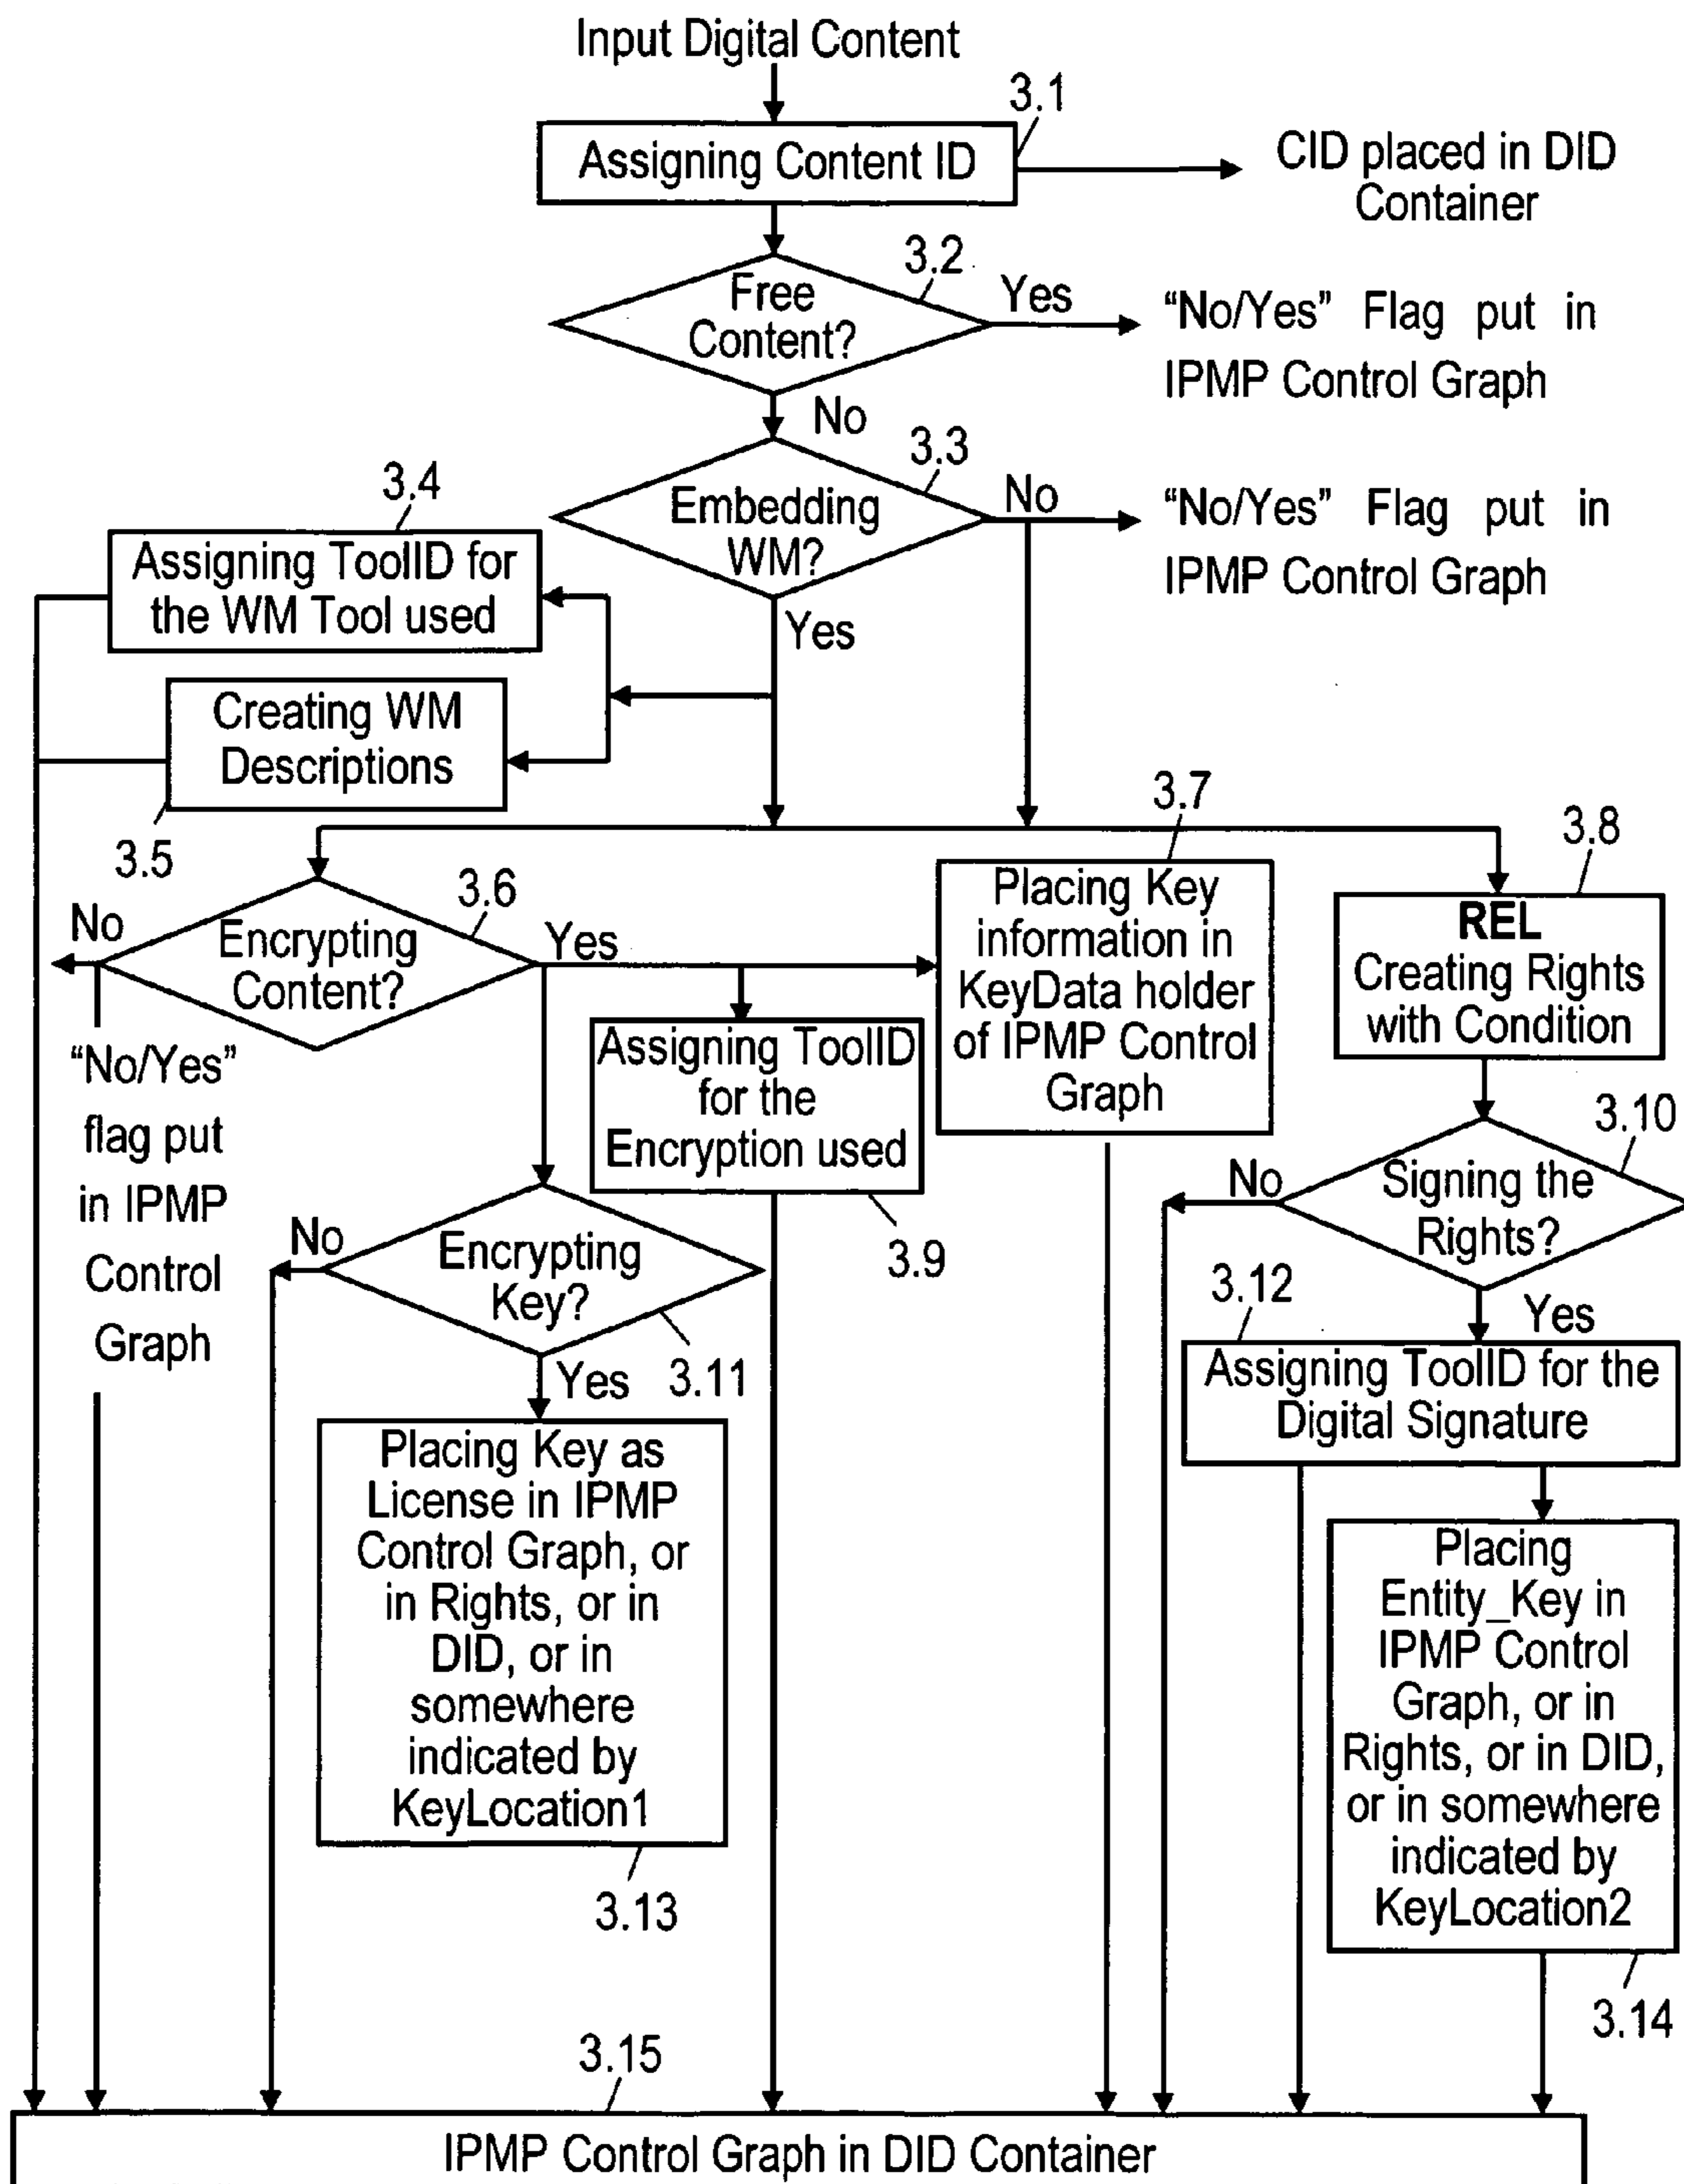 Input Digital Content
3.1
Assigning Content ID
CID placed in DID
Container
3.2
Free
Content?
Yes
“No/Yes” Flag put in
IPMP Control Graph
No
3.3
Embedding
WM?
No
“No/Yes” Flag put in
IPMP Control Graph
3.4
Assigning ToolID for
the WM Tool used
Yes
Creating WM
Descriptions
3.5
3.6
No
Encrypting
Content?
Yes
“No/Yes”
flag put
in IPMP
Control
Graph
3.7
Placing Key
information in
KeyData holder
of IPMP Control
Graph
3.8
REL
Creating Rights
with Condition
Assigning ToolID
for the
Encryption used
3.9
3.10
No
Signing the
Rights?
Yes
No
Encrypting
Key?
3.11
Yes
3.12
Assigning ToolID for the
Digital Signature
Placing Key as
License in IPMP
Control Graph, or
in Rights, or in
DID, or in
somewhere
indicated by
KeyLocation1
3.13
Placing
Entity_Key in
IPMP Control
Graph, or in
Rights, or in DID,
or in somewhere
indicated by
KeyLocation2
3.14
3.15
IPMP Control Graph in DID Container